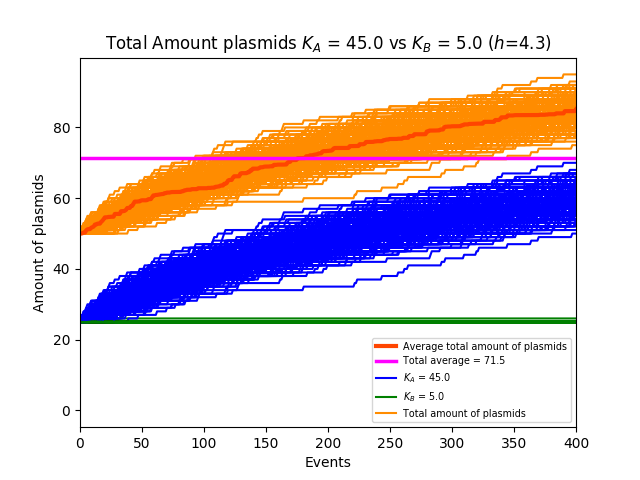 Total Amount plasmids K_A = 45.0 vs K_B = 5.0 (h=4.3)
Amount of plasmids
80
60
40
20
0
Average total amount of plasmids
Total average = 71.5
K_A = 45.0
K_B = 5.0
Total amount of plasmids
0 50 100 150 200 250 300 350 400
Events